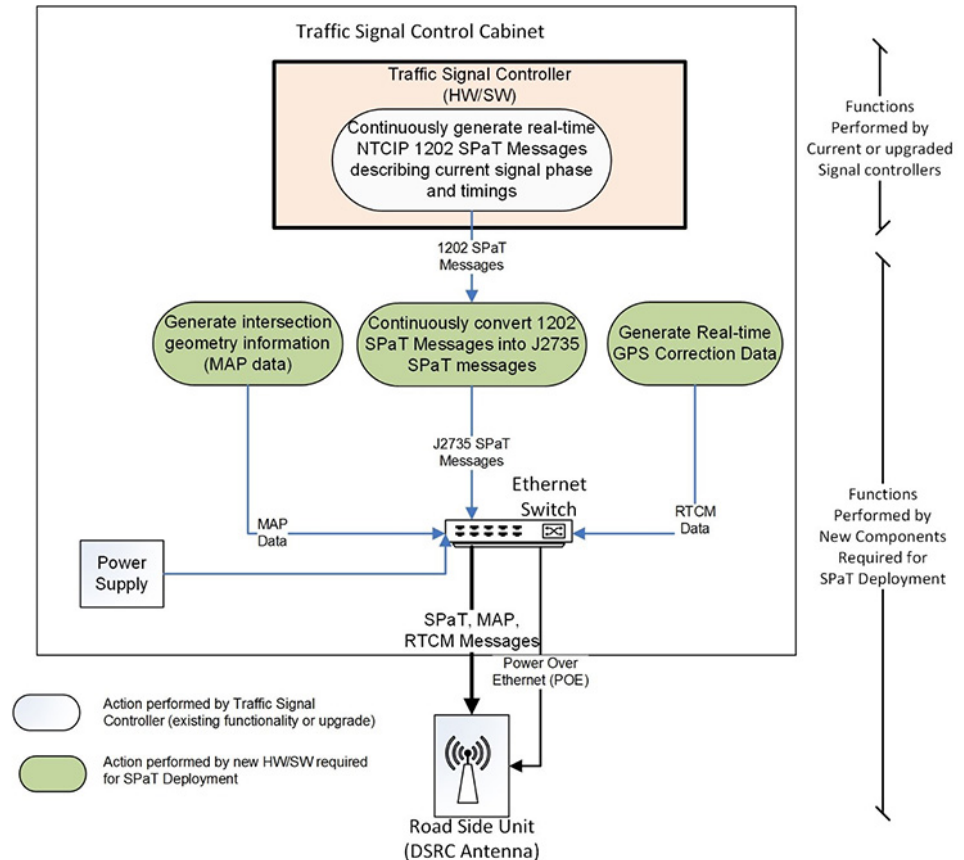 Traffic Signal Control Cabinet
Traffic Signal Controller
(HW/SW)
Continuously generate real-time
NTCIP 1202 SPaT Messages
describing current signal phase
and timings
Functions
Performed by
Current or upgraded
Signal controllers
1202 SPaT
Messages
Generate intersection
geometry information
(MAP data)
Continuously convert 1202
SPaT Messages into J2735
SPaT messages
Generate Real-time
GPS Correction Data
J2735 SPaT
Messages
Ethernet
Switch
MAP
Data
RTCM
Data
Functions
Performed by
New Components
Required for
SPaT Deployment
Power
Supply
SPaT, MAP,
RTCM Messages
Power Over
Ethernet (POE)
Action performed by Traffic Signal
Controller (existing functionality or upgrade)
Action performed by new HW/SW required
for SPaT Deployment
Road Side Unit
(DSRC Antenna)